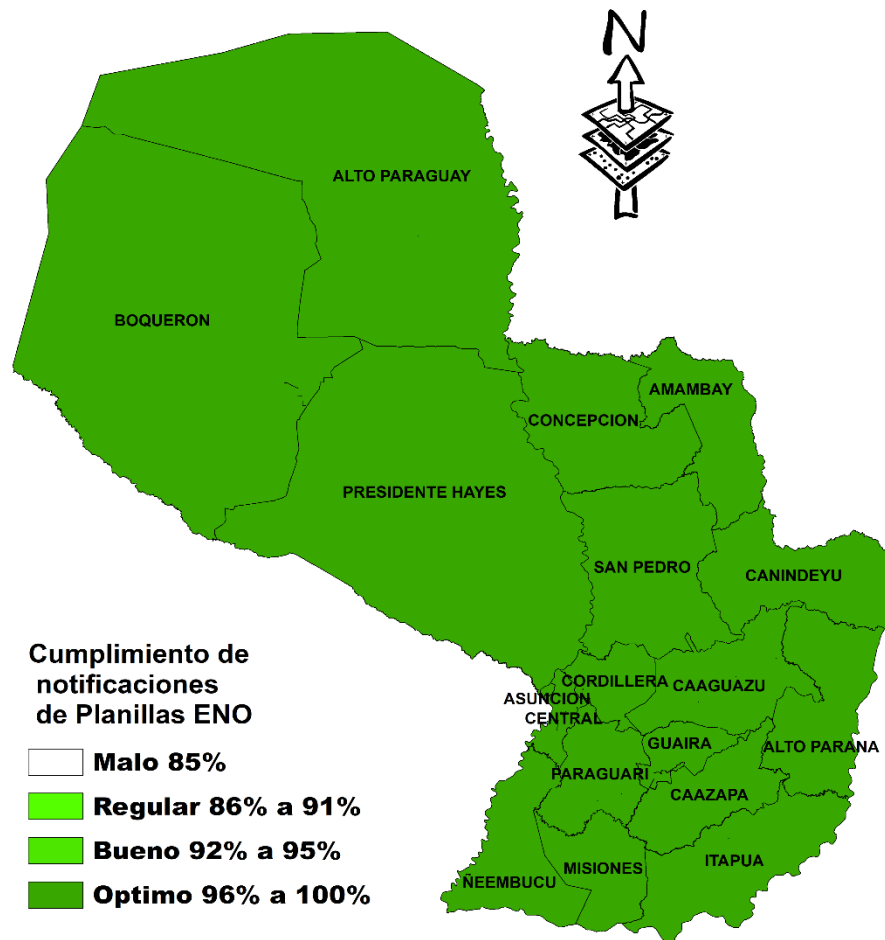 N
ALTO PARAGUAY
BOQUERON
AMAMBAY
CONCEPCION
PRESIDENTE HAYES
SAN PEDRO
CANINDEYU
CORDILLERA
CAAGUAZU
ASUNCION
CENTRAL
GUAIRA
ALTO PARANA
PARAGUARI
CAAZAPA
ITAPUA
MISIONES
ÑEEMBUCU
Cumplimiento de
notificaciones
de Planillas ENO
Malo 85%
Regular 86% a 91%
Bueno 92% a 95%
Optimo 96% a 100%